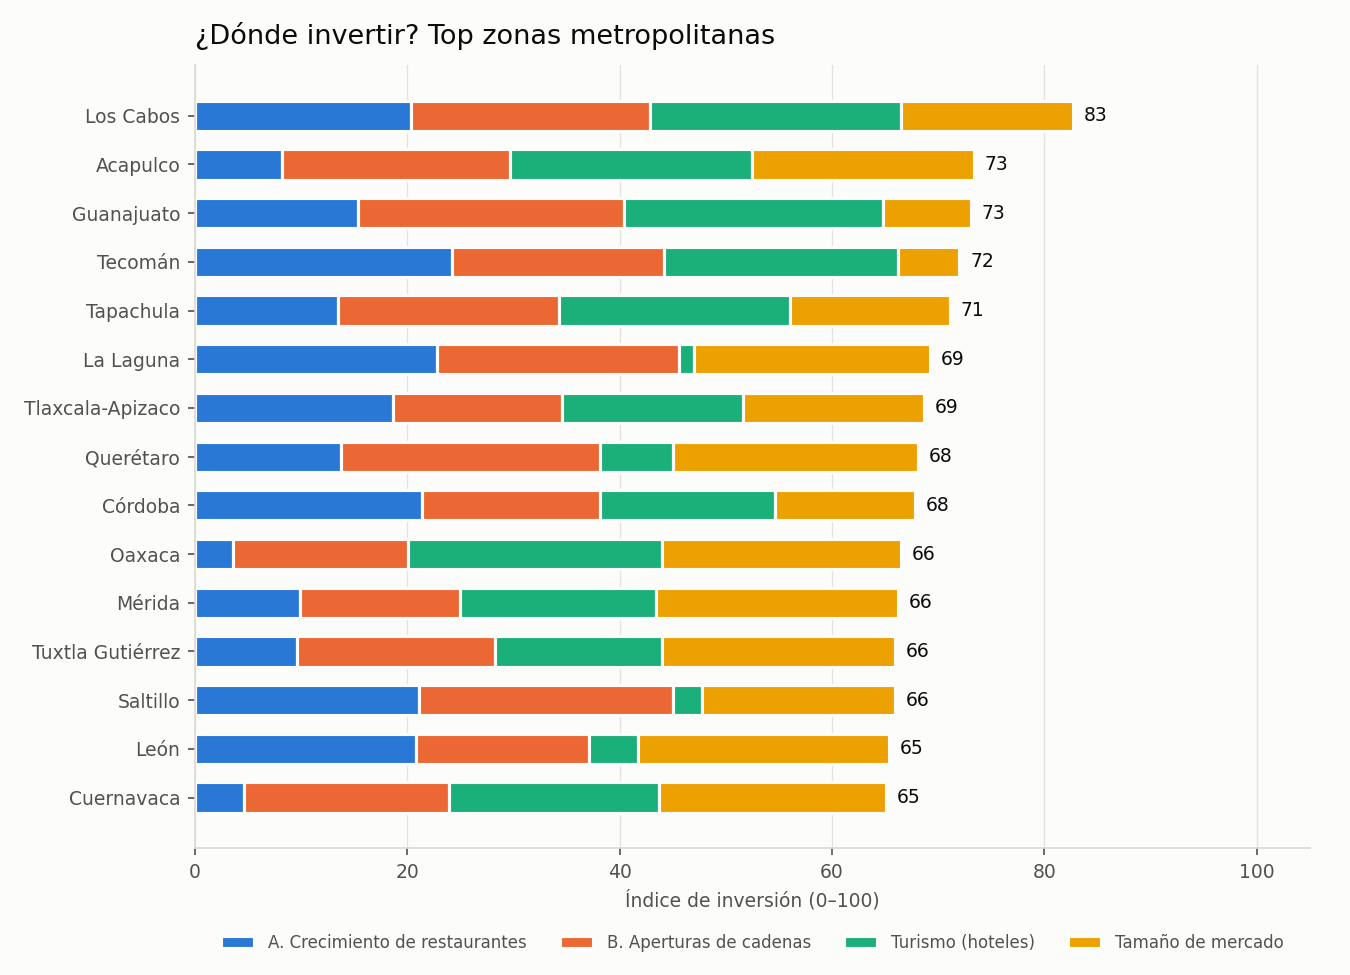 ¿Dónde invertir? Top zonas metropolitanas
Los Cabos 83
Acapulco 73
Guanajuato 73
Tecomán 72
Tapachula 71
La Laguna 69
Tlaxcala-Apizaco 69
Querétaro 68
Córdoba 68
Oaxaca 66
Mérida 66
Tuxtla Gutiérrez 66
Saltillo 66
León 65
Cuernavaca 65
0 20 40 60 80 100
Índice de inversión (0–100)
A. Crecimiento de restaurantes B. Aperturas de cadenas Turismo (hoteles) Tamaño de mercado